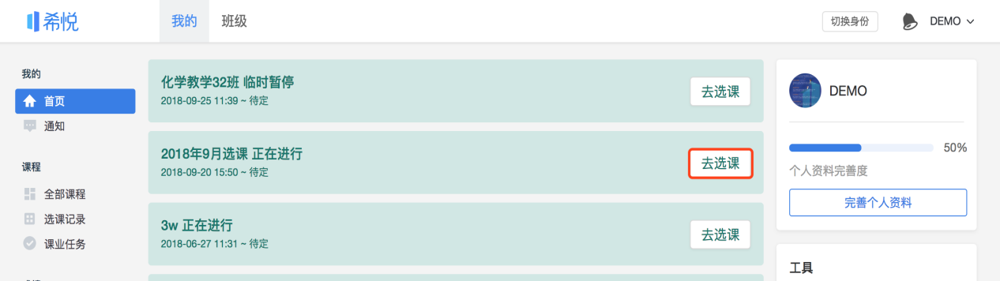 希悦
我的
班级
切换身份
DEMO
我的
首页
通知
课程
全部课程
选课记录
课业任务
化学教学32班 临时暂停
2018-09-25 11:39 ~ 待定
去选课
2018年9月选课 正在进行
2018-09-20 15:50 ~ 待定
去选课
3w 正在进行
2018-06-27 11:31 ~ 待定
去选课
DEMO
50%
个人资料完善度
完善个人资料
工具